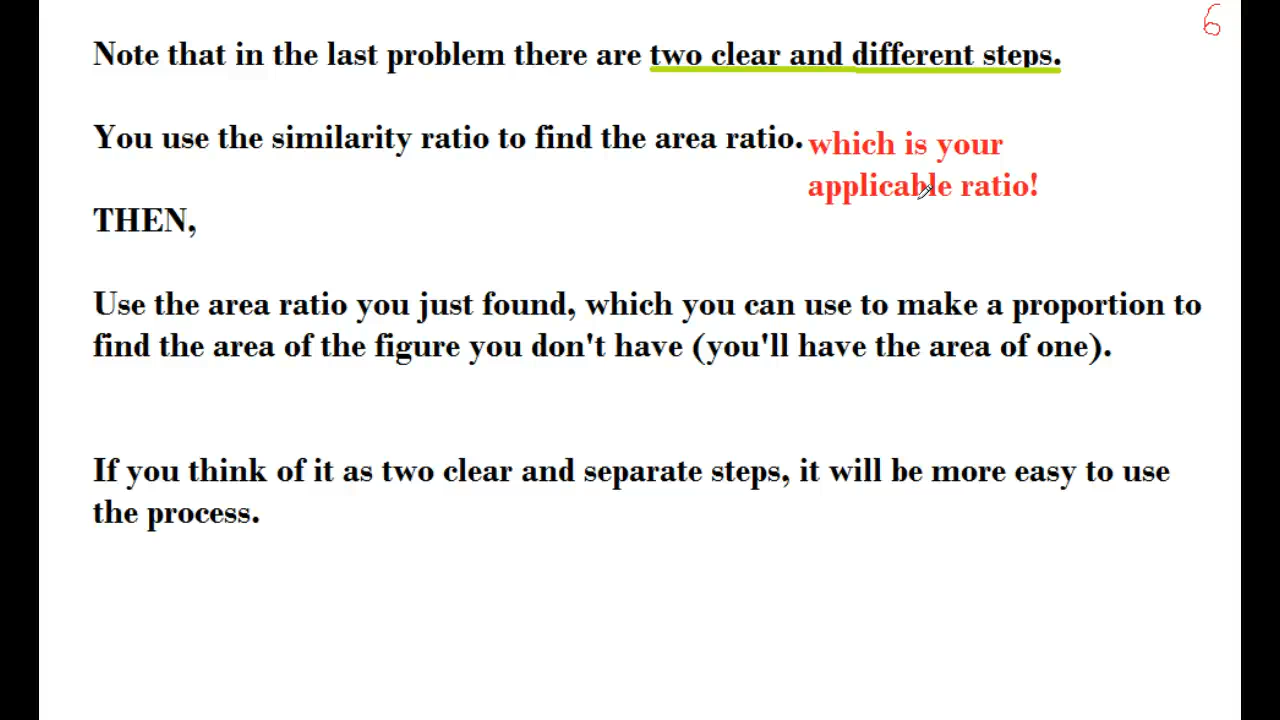 6
Note that in the last problem there are two clear and different steps.
You use the similarity ratio to find the area ratio. which is your
applicable ratio!
THEN,
Use the area ratio you just found, which you can use to make a proportion to
find the area of the figure you don't have (you'll have the area of one).
If you think of it as two clear and separate steps, it will be more easy to use
the process.